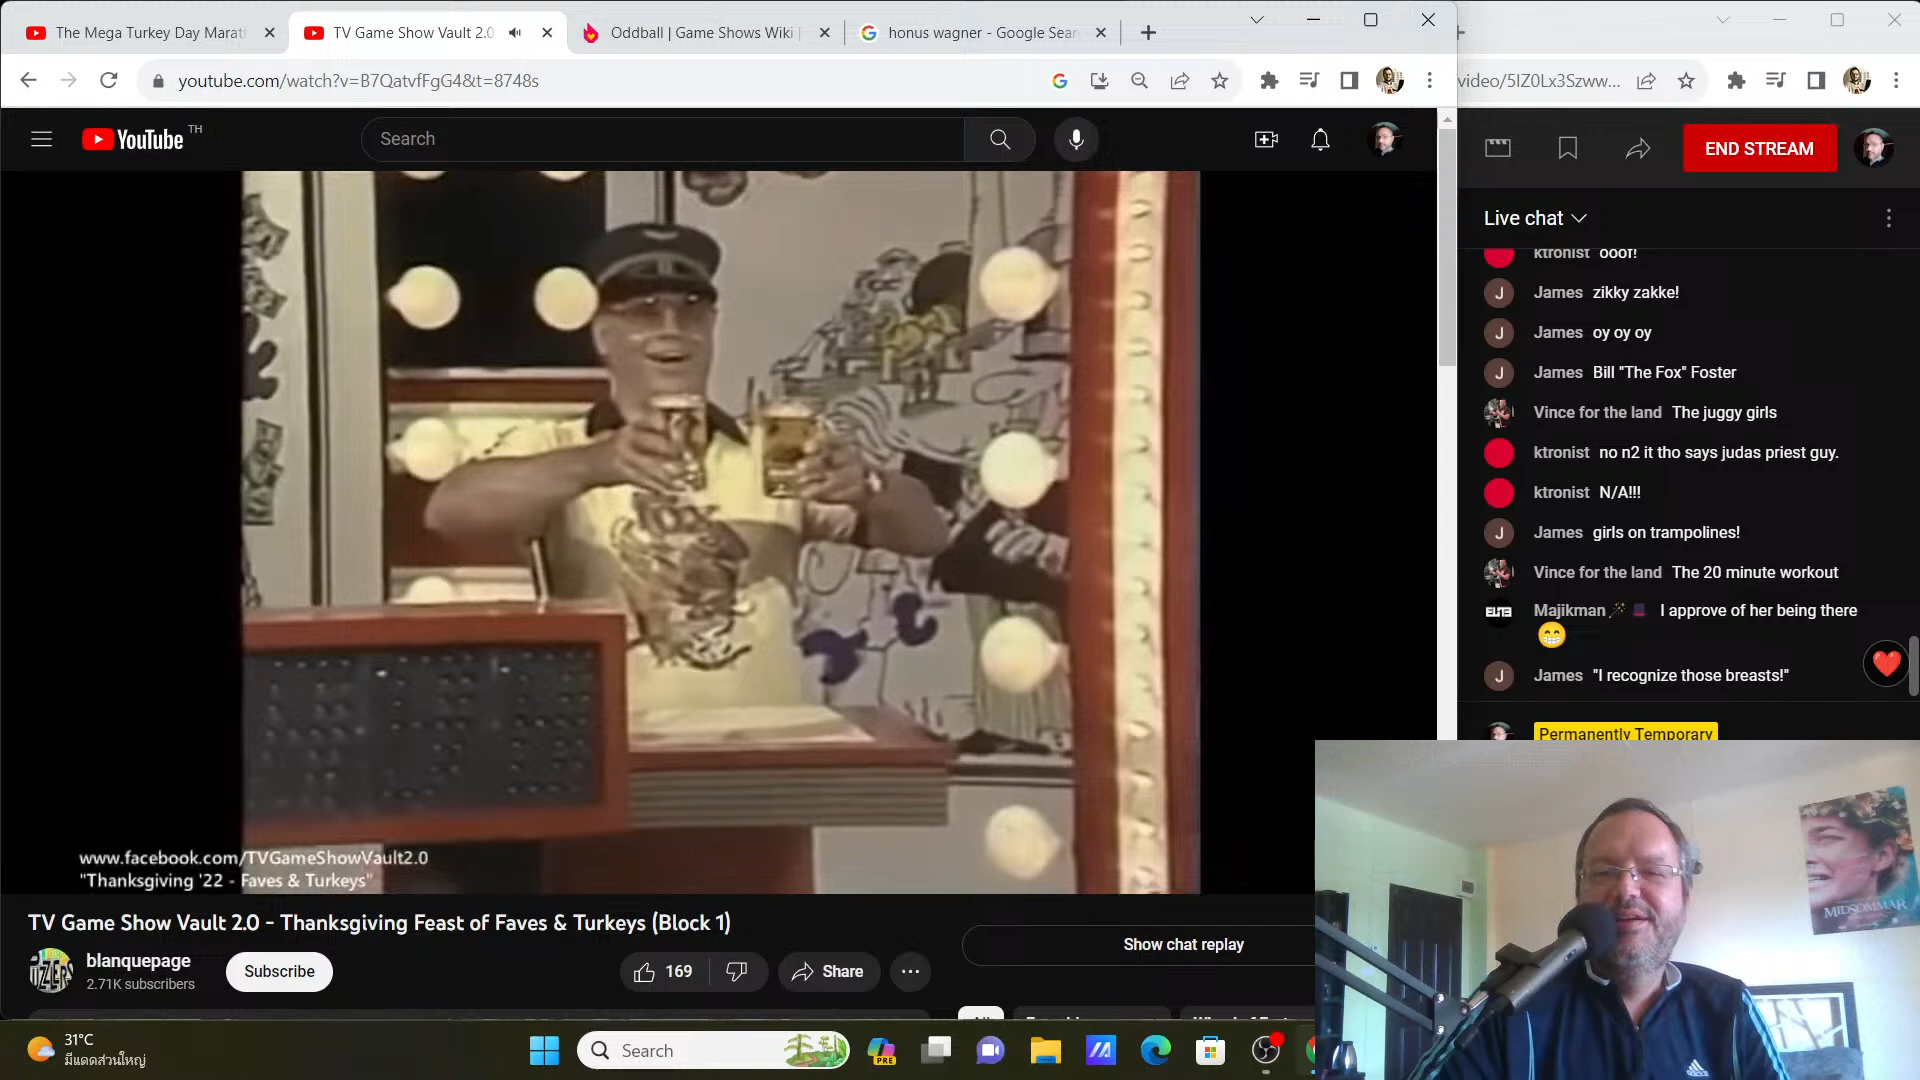 The Mega Turkey Day Marat
TV Game Show Vault 2.0
Oddball | Game Shows Wiki |
honus wagner - Google Sear
youtube.com/watch?v=B7QatvfFgG4&t=8748s
video/5IZ0Lx3Szww...
YouTube TH
Search
END STREAM
Live chat
ktronist ooof!
James zikky zakke!
James oy oy oy
James Bill "The Fox" Foster
Vince for the land The juggy girls
ktronist no n2 it tho says judas priest guy.
ktronist N/A!!!
James girls on trampolines!
Vince for the land The 20 minute workout
Majikman🪄🎩 I approve of her being there
😁
James "I recognize those breasts!"
Permanently Temporary
www.facebook.com/TVGameShowVault2.0
"Thanksgiving '22 - Faves & Turkeys"
TV Game Show Vault 2.0 - Thanksgiving Feast of Faves & Turkeys (Block 1)
blanquepage
2.71K subscribers
Subscribe
169
Share
Show chat replay
MIDSOMMAR
adidas
31°C
มีแดดส่วนใหญ่
Search
PRE